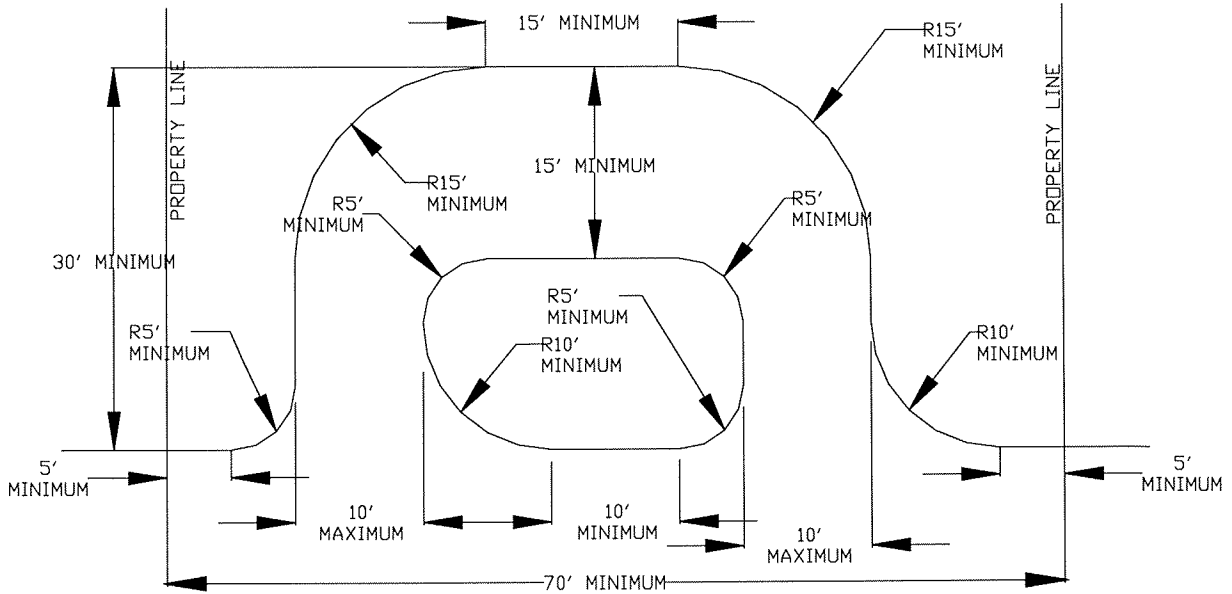 15' MINIMUM
R15'
MINIMUM
PROPERTY LINE
PROPERTY LINE
15' MINIMUM
R15'
MINIMUM
R5'
MINIMUM
R5'
MINIMUM
30' MINIMUM
R5'
MINIMUM
R5'
MINIMUM
R10'
MINIMUM
R10'
MINIMUM
5'
MINIMUM
5'
MINIMUM
10'
MAXIMUM
10'
MINIMUM
10'
MAXIMUM
70' MINIMUM